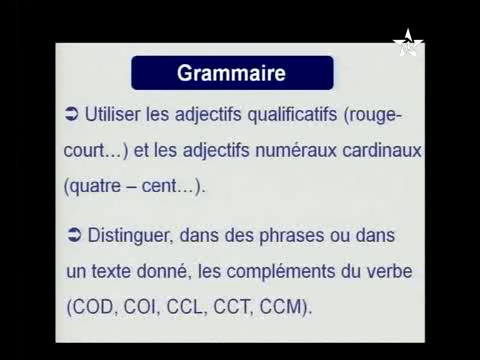 Grammaire
➲ Utiliser les adjectifs qualificatifs (rouge-
court…) et les adjectifs numéraux cardinaux
(quatre – cent…).
➲ Distinguer, dans des phrases ou dans
un texte donné, les compléments du verbe
(COD, COI, CCL, CCT, CCM).